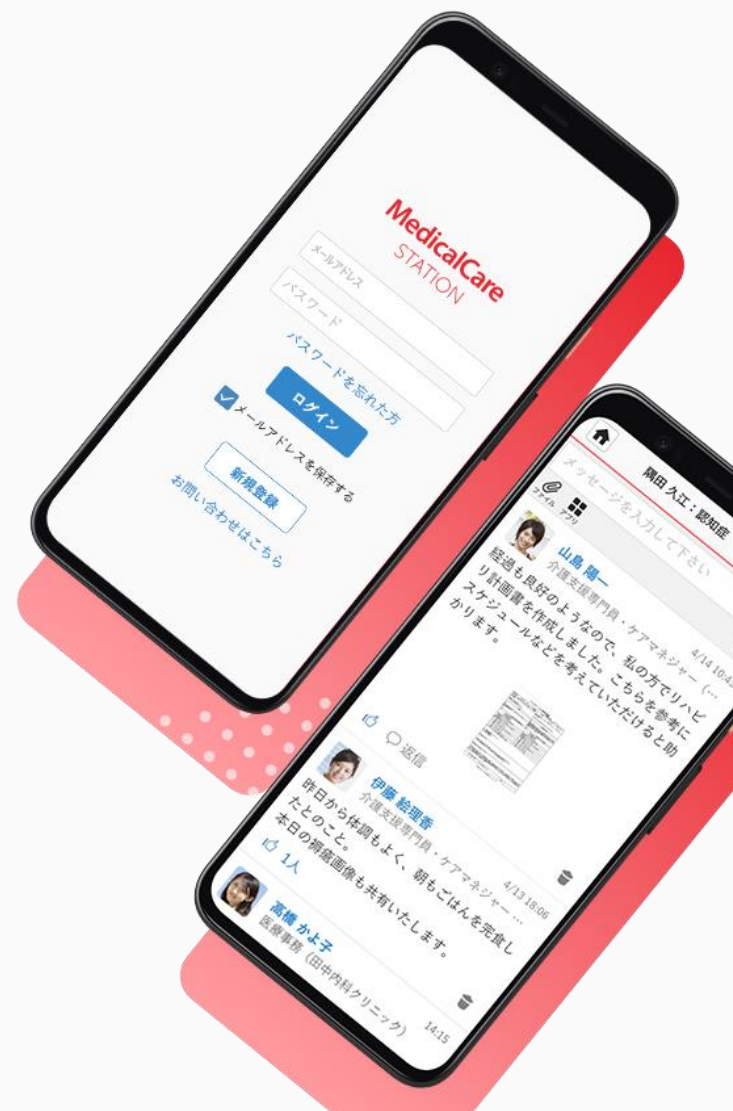 MedicalCare
STATION
メールアドレス
パスワード
パスワードを忘れた方
ログイン
メールアドレスを保存する
新規登録
お問い合わせはこちら
隅田 久江：認知症
メッセージを入力して下さい
ファイル アプリ
山島 陽一
介護支援専門員・ケアマネジャー（…
4/14 10:45
経過も良好のようなので、私の方でリハビ
リ計画書を作成しました。こちらを参考に
スケジュールなどを考えていただけると助
かります。
返信
伊藤 絵理香
介護支援専門員・ケアマネジャー …
4/13 18:06
昨日から体調もよく、朝もごはんを完食し
たとのこと。
本日の褥瘡画像も共有いたします。
1人
高橋 かよ子
医療事務（田中内科クリニック）
14:15